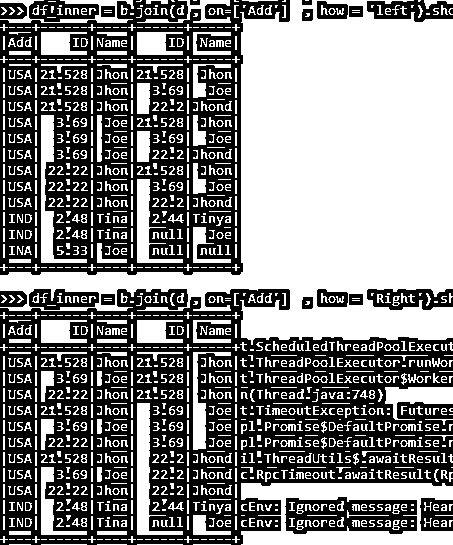 >>> df_inner = b.join(d , on=["Add"] , how = "left").sho
+---+------+----+------+-----+
|Add|    ID|Name|    ID| Name|
+---+------+----+------+-----+
|USA|21.528|Jhon|21.528| Jhon|
|USA|21.528|Jhon|  3.69|  Joe|
|USA|21.528|Jhon|  22.2|Jhond|
|USA|  3.69| Joe|21.528| Jhon|
|USA|  3.69| Joe|  3.69|  Joe|
|USA|  3.69| Joe|  22.2|Jhond|
|USA| 22.22|Jhon|21.528| Jhon|
|USA| 22.22|Jhon|  3.69|  Joe|
|USA| 22.22|Jhon|  22.2|Jhond|
|IND|  2.48|Tina|  2.44|Tinya|
|IND|  2.48|Tina|  null|  Joe|
|INA|  5.33| Joe|  null| null|
+---+------+----+------+-----+
>>> df_inner = b.join(d , on=["Add"] , how = "Right").sh
+---+------+----+------+-----+
|Add|    ID|Name|    ID| Name|
+---+------+----+------+-----+t.ScheduledThreadPoolExecut
|USA|21.528|Jhon|21.528| Jhon|t.ThreadPoolExecutor.runWor
|USA|  3.69| Joe|21.528| Jhon|t.ThreadPoolExecutor$Worker
|USA| 22.22|Jhon|21.528| Jhon|n(Thread.java:748)
|USA|21.528|Jhon|  3.69|  Joe|t.TimeoutException: Futures
|USA|  3.69| Joe|  3.69|  Joe|pl.Promise$DefaultPromise.r
|USA| 22.22|Jhon|  3.69|  Joe|pl.Promise$DefaultPromise.r
|USA|21.528|Jhon|  22.2|Jhond|il.ThreadUtils$.awaitResult
|USA|  3.69| Joe|  22.2|Jhond|c.RpcTimeout.awaitResult(Rp
|USA| 22.22|Jhon|  22.2|Jhond|
|IND|  2.48|Tina|  2.44|Tinya|cEnv: Ignored message: Hear
|IND|  2.48|Tina|  null|  Joe|cEnv: Ignored message: Hear
+---+------+----+------+-----+